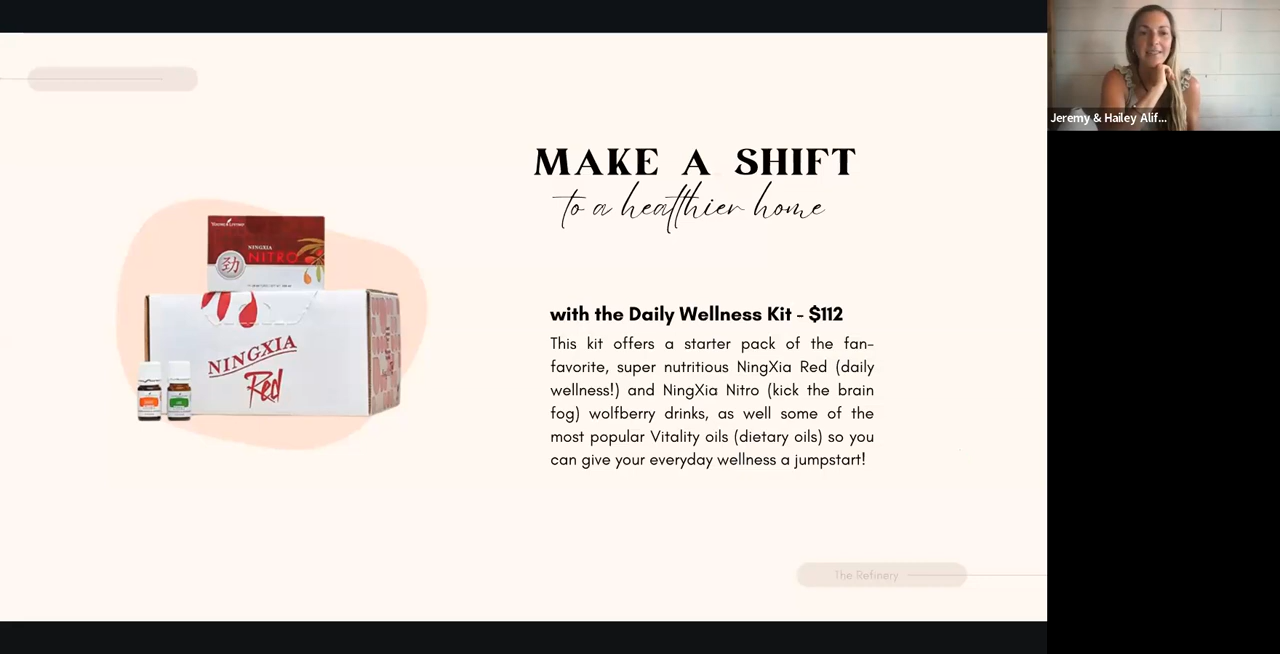 Jeremy & Hailey Alif...
MAKE A SHIFT
to a healthier home
YOUNG LIVING
NINGXIA
NITRO
劲
NINGXIA
Red
with the Daily Wellness Kit - $112
This kit offers a starter pack of the fan-
favorite, super nutritious NingXia Red (daily
wellness!) and NingXia Nitro (kick the brain
fog) wolfberry drinks, as well some of the
most popular Vitality oils (dietary oils) so you
can give your everyday wellness a jumpstart!
The Refinery